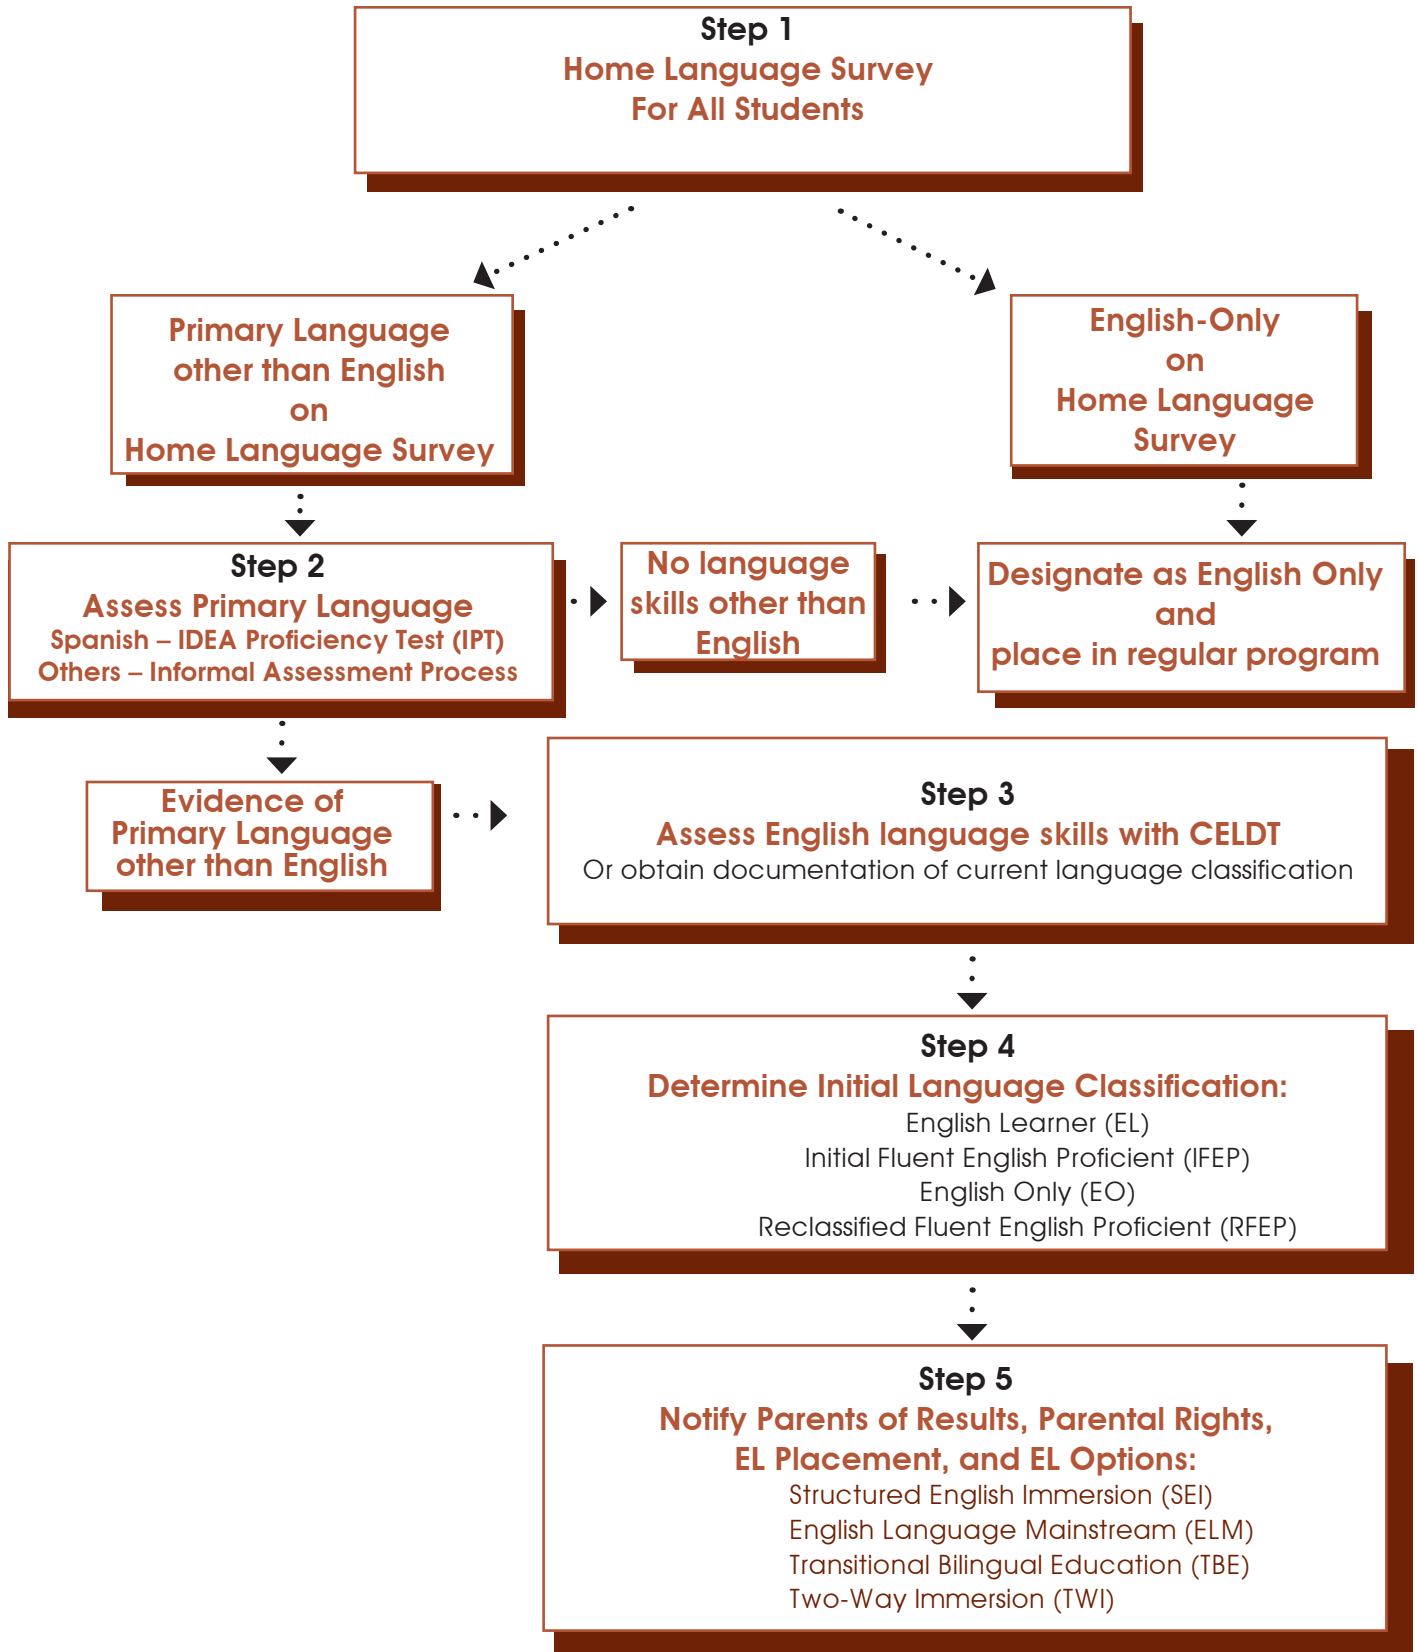 Step 1
Home Language Survey
For All Students
Primary Language
other than English
on
Home Language Survey
English-Only
on
Home Language
Survey
Step 2
Assess Primary Language
Spanish – IDEA Proficiency Test (IPT)
Others – Informal Assessment Process
No language
skills other than
English
Designate as English Only
and
place in regular program
Evidence of
Primary Language
other than English
Step 3
Assess English language skills with CELDT
Or obtain documentation of current language classification
Step 4
Determine Initial Language Classification:
English Learner (EL)
Initial Fluent English Proficient (IFEP)
English Only (EO)
Reclassified Fluent English Proficient (RFEP)
Step 5
Notify Parents of Results, Parental Rights,
EL Placement, and EL Options:
Structured English Immersion (SEI)
English Language Mainstream (ELM)
Transitional Bilingual Education (TBE)
Two-Way Immersion (TWI)